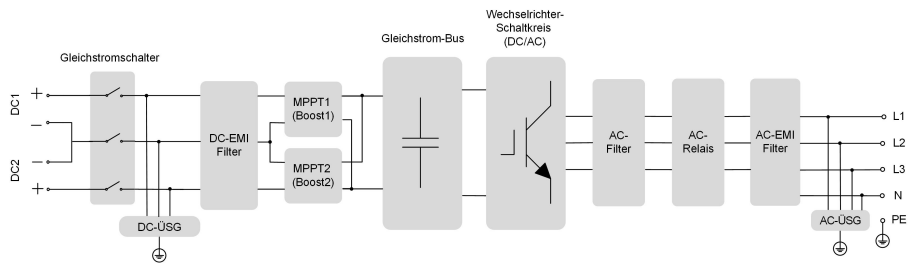 Gleichstromschalter
Gleichstrom-Bus
Wechselrichter-
Schaltkreis
(DC/AC)
DC1
+
−
DC2
−
+
DC-ÜSG
DC-EMI
Filter
MPPT1
(Boost1)
MPPT2
(Boost2)
AC-
Filter
AC-
Relais
AC-EMI
Filter
AC-ÜSG
L1
L2
L3
N
PE